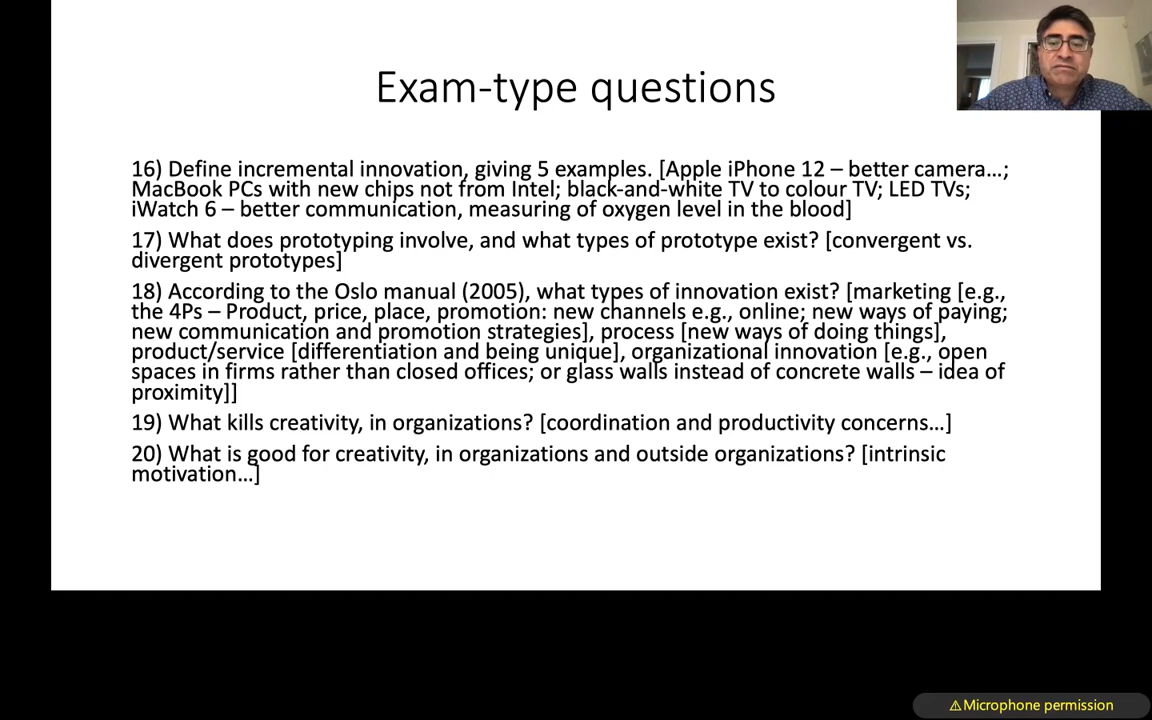 Exam-type questions
16) Define incremental innovation, giving 5 examples. [Apple iPhone 12 – better camera…;
MacBook PCs with new chips not from Intel; black-and-white TV to colour TV; LED TVs;
iWatch 6 – better communication, measuring of oxygen level in the blood]
17) What does prototyping involve, and what types of prototype exist? [convergent vs.
divergent prototypes]
18) According to the Oslo manual (2005), what types of innovation exist? [marketing [e.g.,
the 4Ps – Product, price, place, promotion: new channels e.g., online; new ways of paying;
new communication and promotion strategies], process [new ways of doing things],
product/service [differentiation and being unique], organizational innovation [e.g., open
spaces in firms rather than closed offices; or glass walls instead of concrete walls – idea of
proximity]]
19) What kills creativity, in organizations? [coordination and productivity concerns…]
20) What is good for creativity, in organizations and outside organizations? [intrinsic
motivation…]
⚠Microphone permission